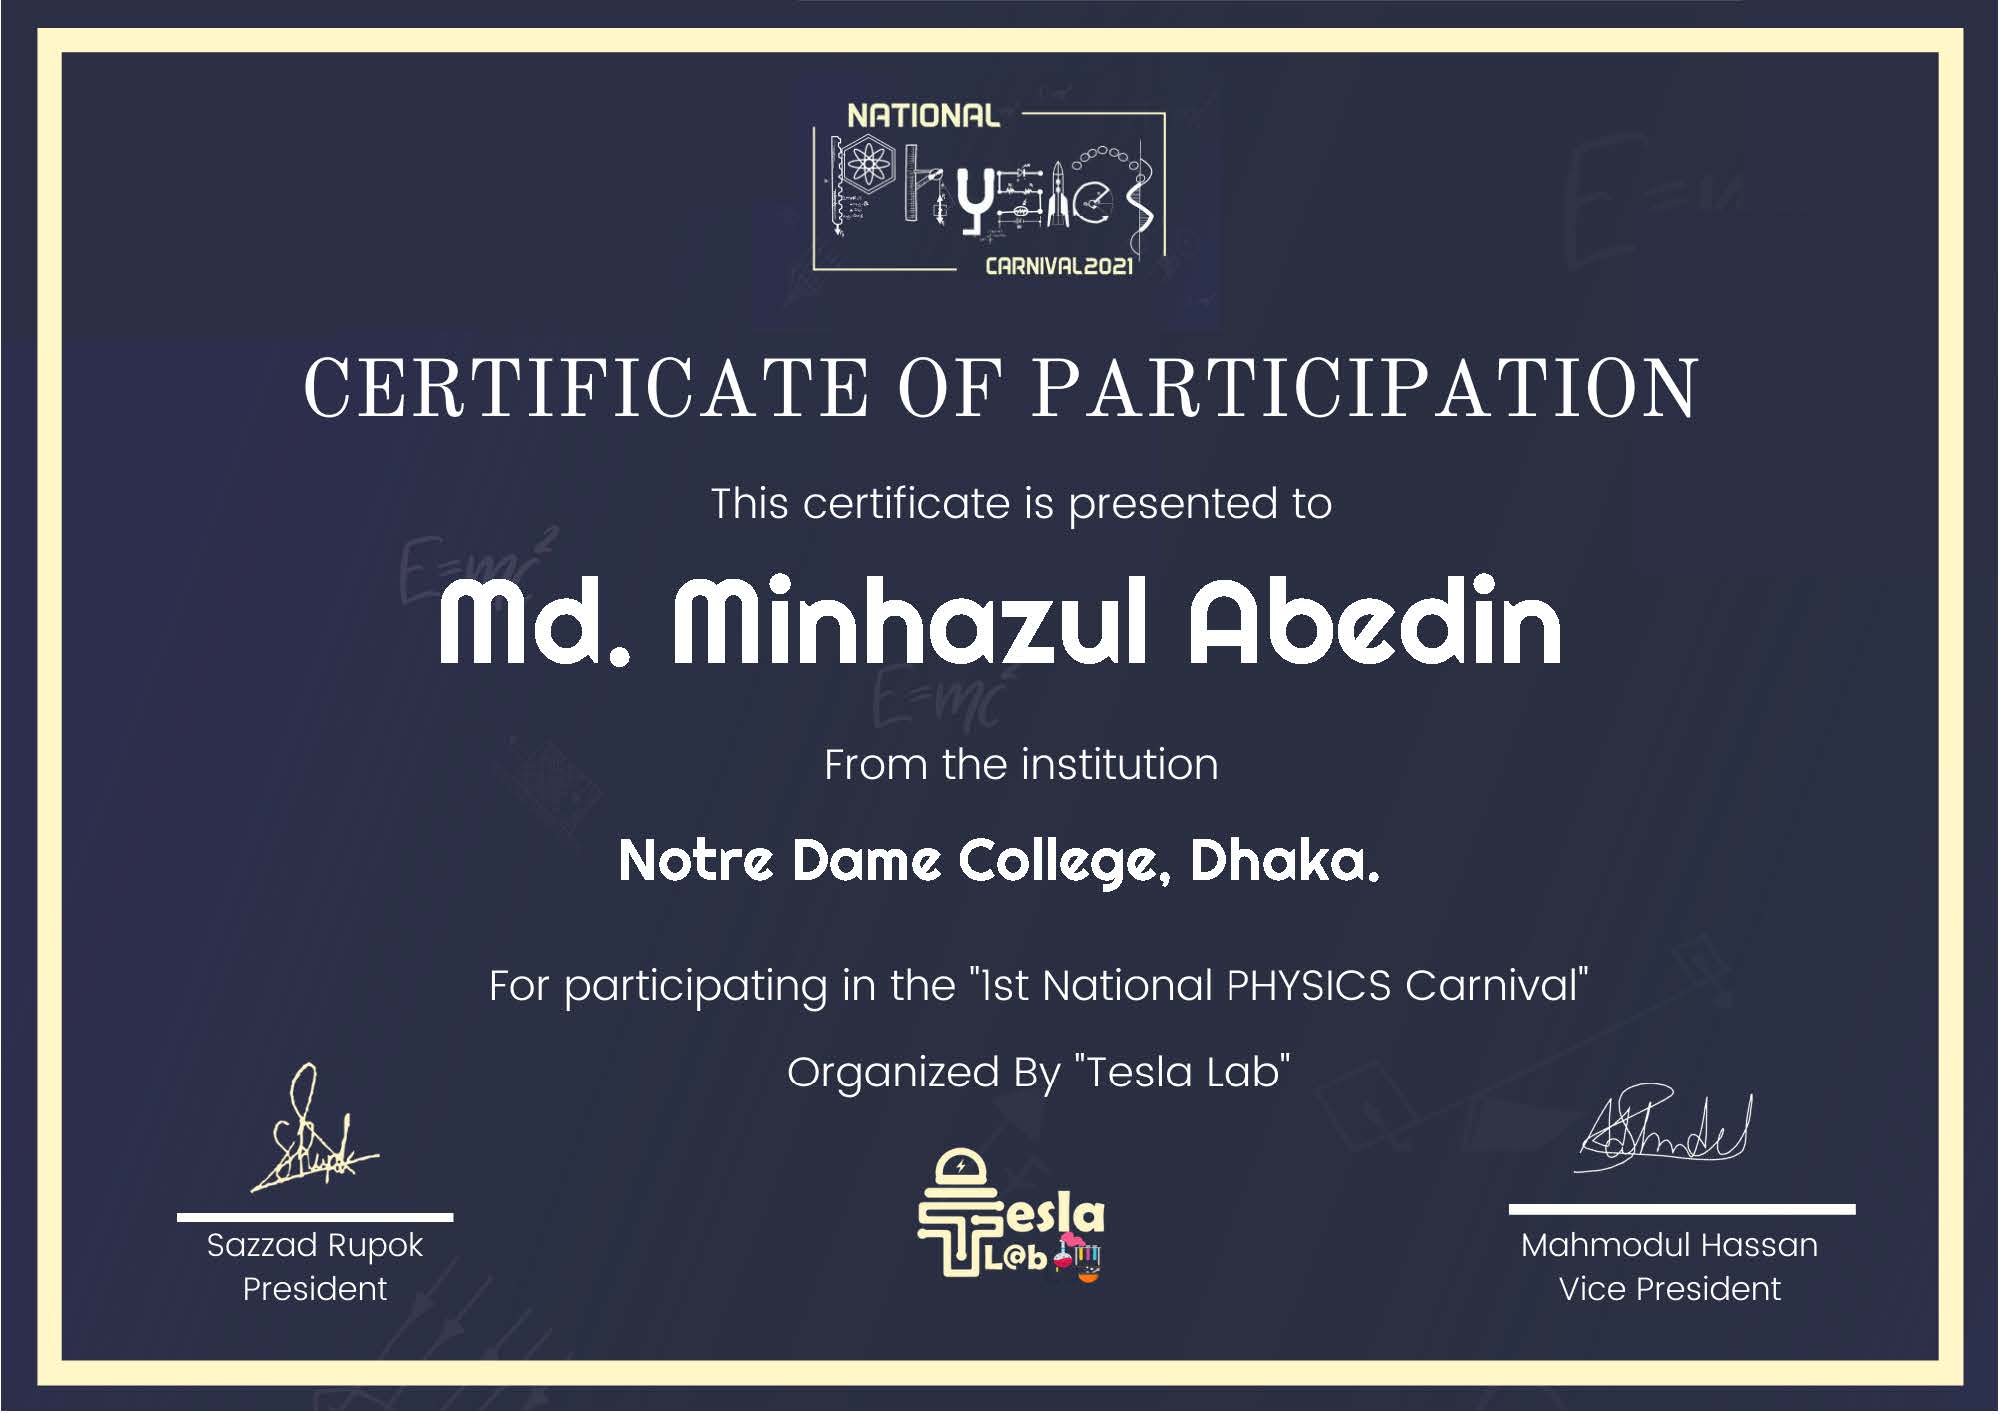 NATIONAL
Physics
CARNIVAL2021
CERTIFICATE OF PARTICIPATION
This certificate is presented to
E=mc²
Md. Minhazul Abedin
E=mc²
From the institution
Notre Dame College, Dhaka.
For participating in the "1st National PHYSICS Carnival"
Organized By "Tesla Lab"
Tesla
L@b
Sazzad Rupok
President
Mahmodul Hassan
Vice President